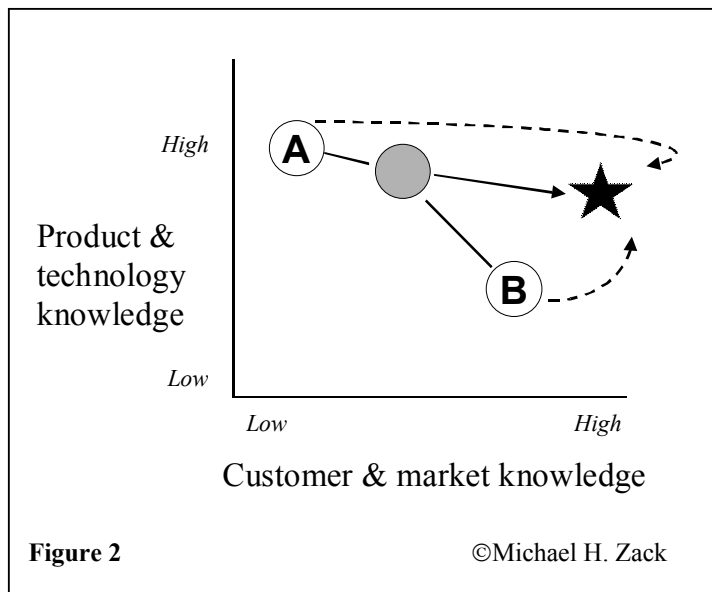 High
A
Product &
technology
knowledge
B
Low
Low
High
Customer & market knowledge
Figure 2
©Michael H. Zack